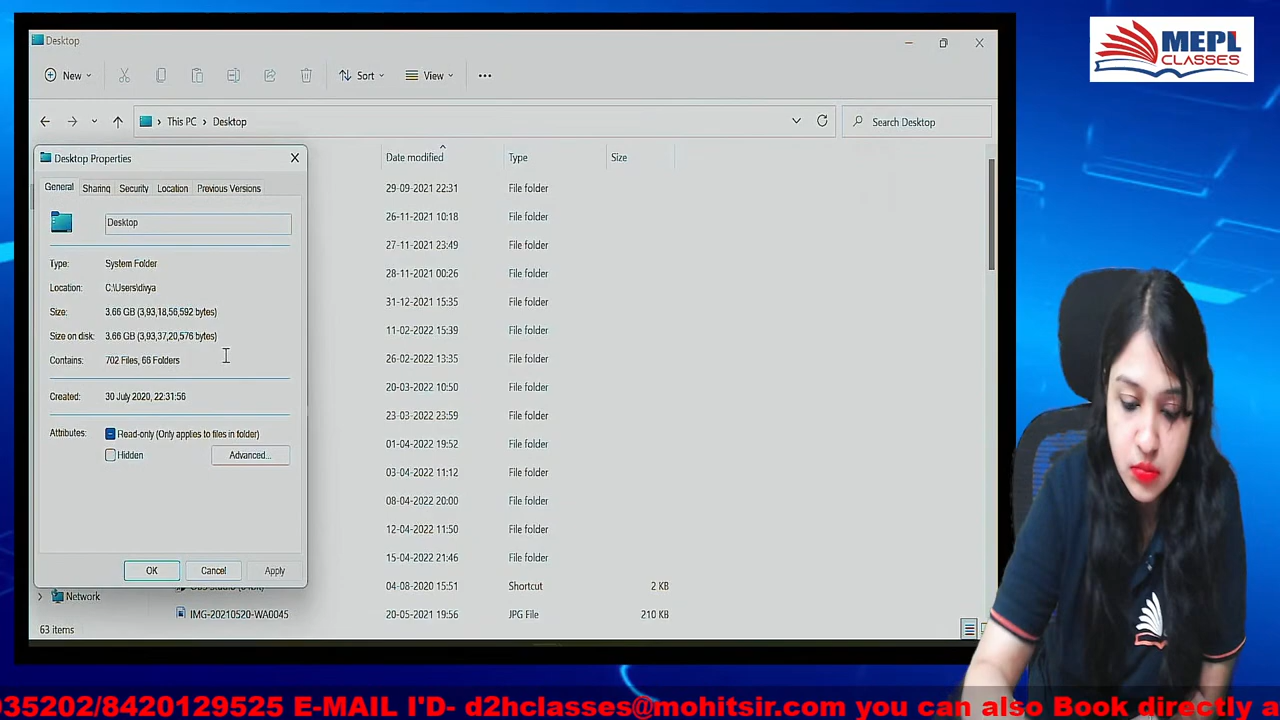 Desktop
New
Sort
View
This PC > Desktop
Search Desktop
Desktop Properties
General
Sharing
Security
Location
Previous Versions
Desktop
Type: System Folder
Location: C:\Users\divya
Size: 3.66 GB (3,93,18,56,592 bytes)
Size on disk: 3.66 GB (3,93,37,20,576 bytes)
Contains: 702 Files, 66 Folders
Created: 30 July 2020, 22:31:56
Attributes: Read-only (Only applies to files in folder)
Hidden
Advanced...
OK
Cancel
Apply
Date modified Type Size
29-09-2021 22:31 File folder
26-11-2021 10:18 File folder
27-11-2021 23:49 File folder
28-11-2021 00:26 File folder
31-12-2021 15:35 File folder
11-02-2022 15:39 File folder
26-02-2022 13:35 File folder
20-03-2022 10:50 File folder
23-03-2022 23:59 File folder
01-04-2022 19:52 File folder
03-04-2022 11:12 File folder
08-04-2022 20:00 File folder
12-04-2022 11:50 File folder
15-04-2022 21:46 File folder
04-08-2020 15:51 Shortcut 2 KB
Network
IMG-20210520-WA0045 20-05-2021 19:56 JPG File 210 KB
63 items
MEPL
CLASSES
935202/8420129525 E-MAIL I'D- d2hclasses@mohitsir.com you can also Book directly a